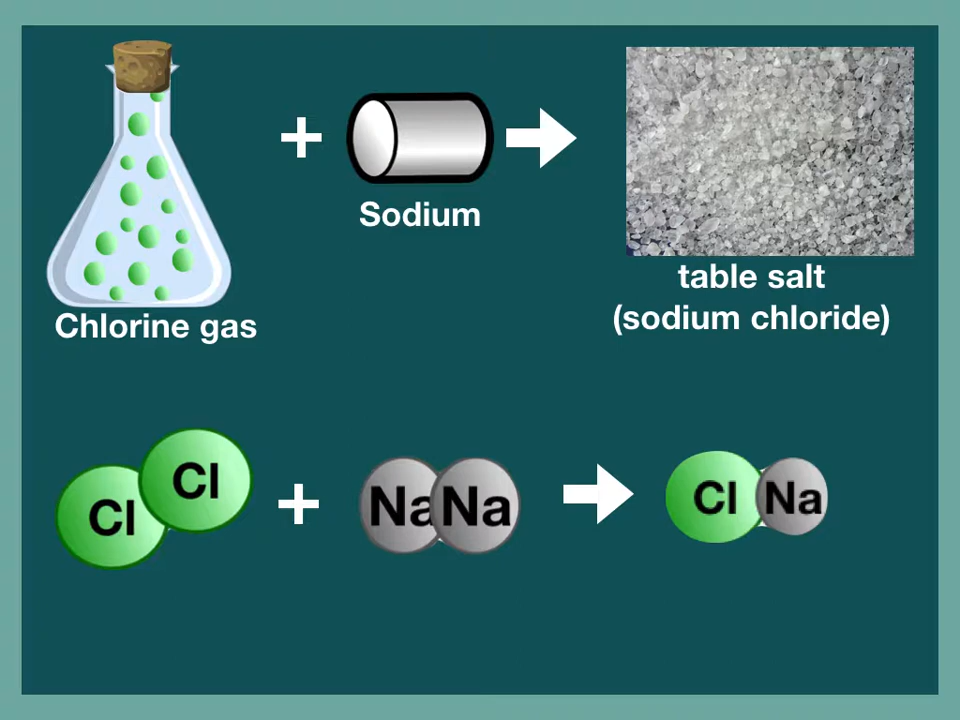 +
Sodium
table salt
(sodium chloride)
Chlorine gas
Cl Cl + Na Na Cl Na